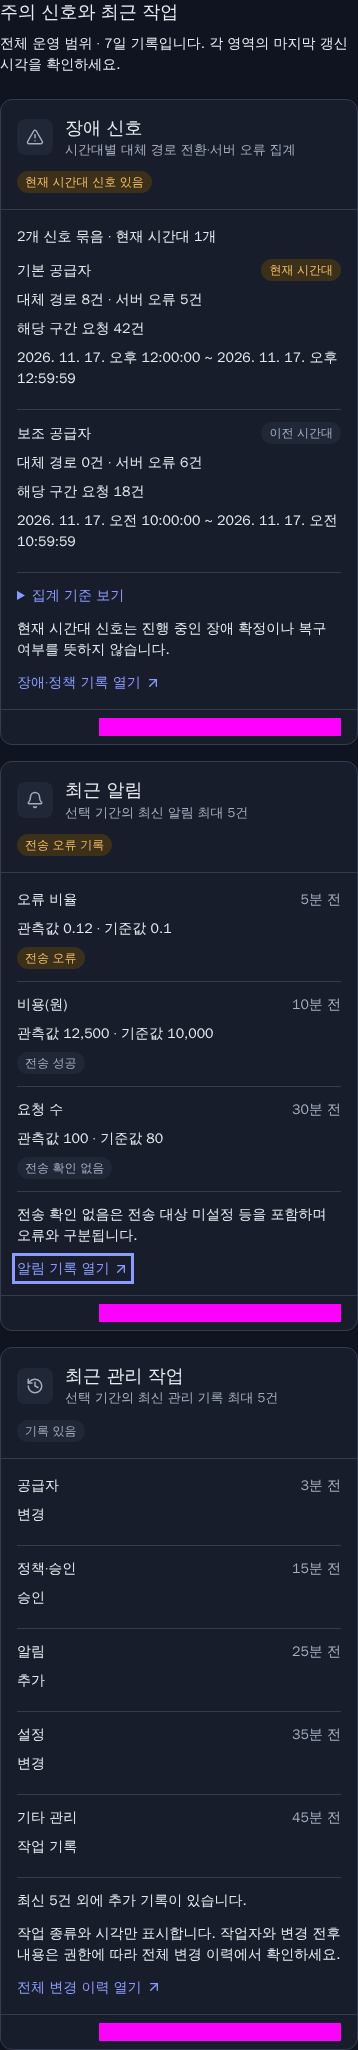 주의 신호와 최근 작업
전체 운영 범위 · 7일 기록입니다. 각 영역의 마지막 갱신
시각을 확인하세요.
장애 신호
시간대별 대체 경로 전환·서버 오류 집계
현재 시간대 신호 있음
2개 신호 묶음 · 현재 시간대 1개
기본 공급자
현재 시간대
대체 경로 8건 · 서버 오류 5건
해당 구간 요청 42건
2026. 11. 17. 오후 12:00:00 ~ 2026. 11. 17. 오후
12:59:59
보조 공급자
이전 시간대
대체 경로 0건 · 서버 오류 6건
해당 구간 요청 18건
2026. 11. 17. 오전 10:00:00 ~ 2026. 11. 17. 오전
10:59:59
▶ 집계 기준 보기
현재 시간대 신호는 진행 중인 장애 확정이나 복구
여부를 뜻하지 않습니다.
장애·정책 기록 열기
최근 알림
선택 기간의 최신 알림 최대 5건
전송 오류 기록
오류 비율
5분 전
관측값 0.12 · 기준값 0.1
전송 오류
비용(원)
10분 전
관측값 12,500 · 기준값 10,000
전송 성공
요청 수
30분 전
관측값 100 · 기준값 80
전송 확인 없음
전송 확인 없음은 전송 대상 미설정 등을 포함하며
오류와 구분됩니다.
알림 기록 열기
최근 관리 작업
선택 기간의 최신 관리 기록 최대 5건
기록 있음
공급자
3분 전
변경
정책·승인
15분 전
승인
알림
25분 전
추가
설정
35분 전
변경
기타 관리
45분 전
작업 기록
최신 5건 외에 추가 기록이 있습니다.
작업 종류와 시각만 표시합니다. 작업자와 변경 전후
내용은 권한에 따라 전체 변경 이력에서 확인하세요.
전체 변경 이력 열기